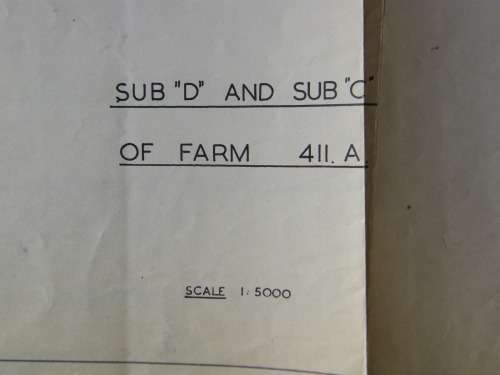 SUB "D" AND SUB "C"
OF FARM 411. A.
SCALE 1:5000